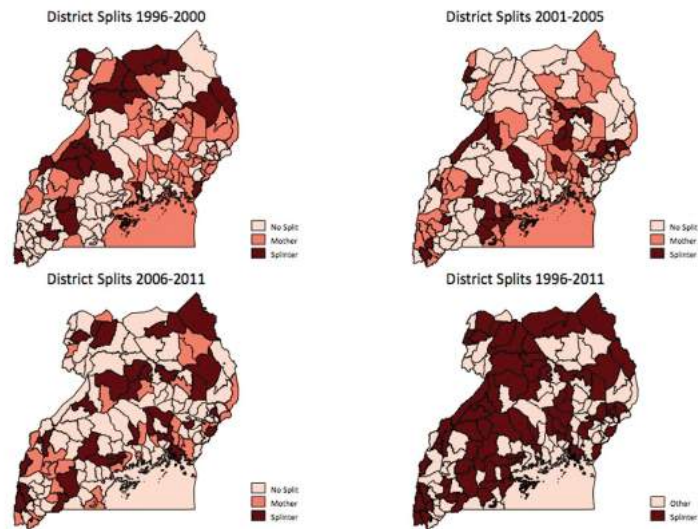 District Splits 1996-2000
No Split
Mother
Splinter
District Splits 2001-2005
No Split
Mother
Splinter
District Splits 2006-2011
No Split
Mother
Splinter
District Splits 1996-2011
Other
Splinter